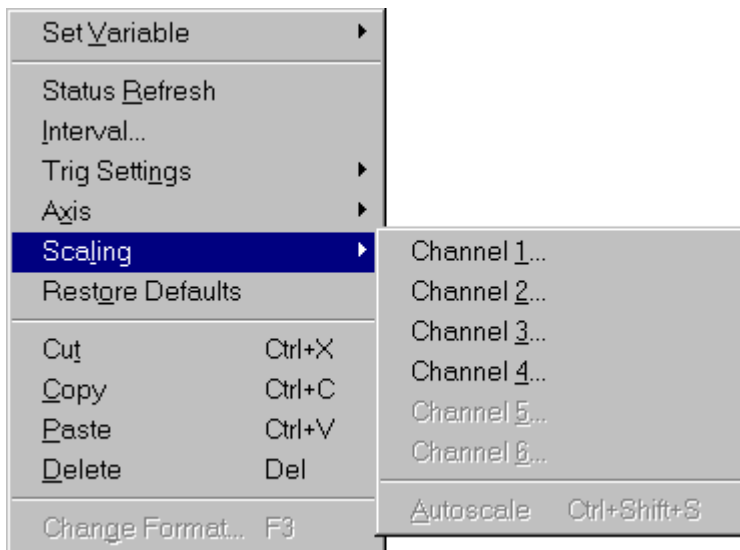 Set Variable
Status Refresh
Interval...
Trig Settings
Axis
Scaling
Restore Defaults
Cut Ctrl+X
Copy Ctrl+C
Paste Ctrl+V
Delete Del
Change Format... F3
Channel 1...
Channel 2...
Channel 3...
Channel 4...
Channel 5...
Channel 6...
Autoscale Ctrl+Shift+S